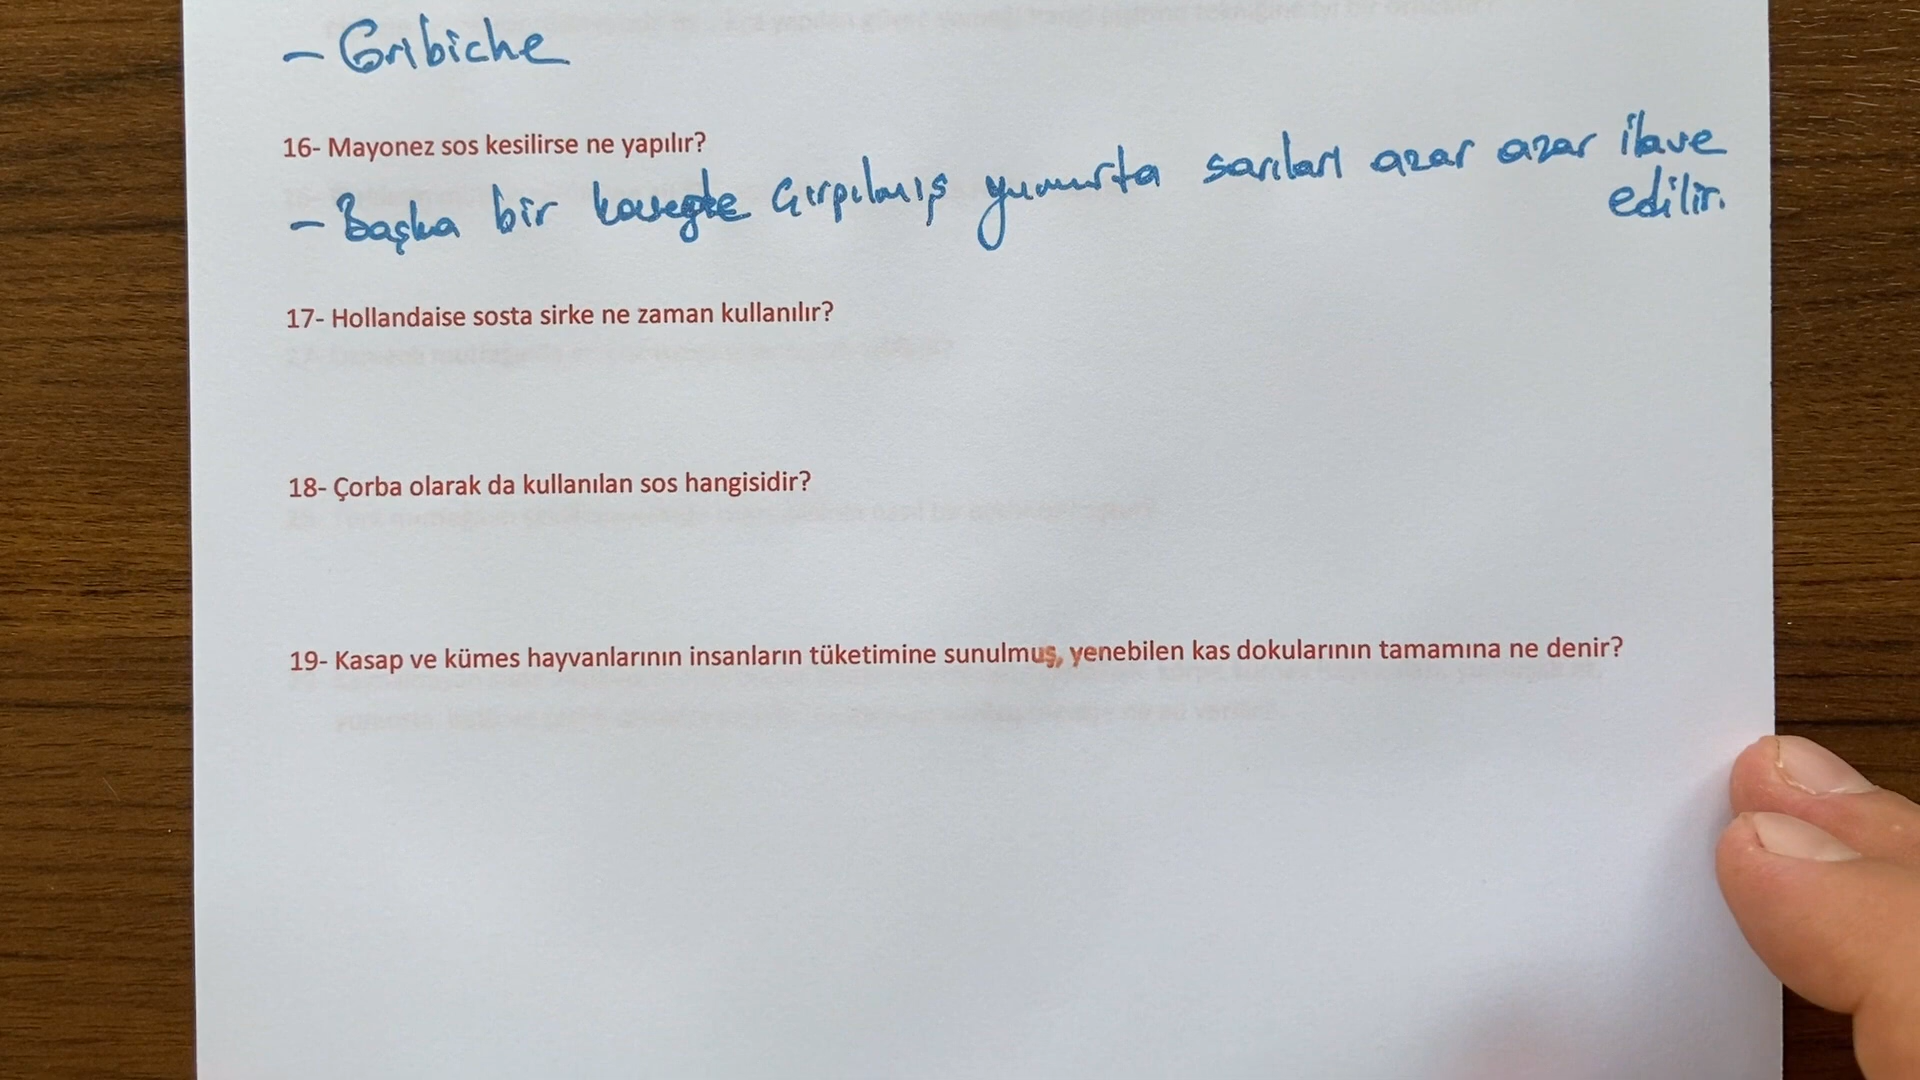 - Gribiche
16- Mayonez sos kesilirse ne yapılır?
- Başka bir kasegte çırpılmış yumurta sarıları azar azar ilave
edilir.
17- Hollandaise sosta sirke ne zaman kullanılır?
18- Çorba olarak da kullanılan sos hangisidir?
19- Kasap ve kümes hayvanlarının insanların tüketimine sunulmuş, yenebilen kas dokularının tamamına ne denir?